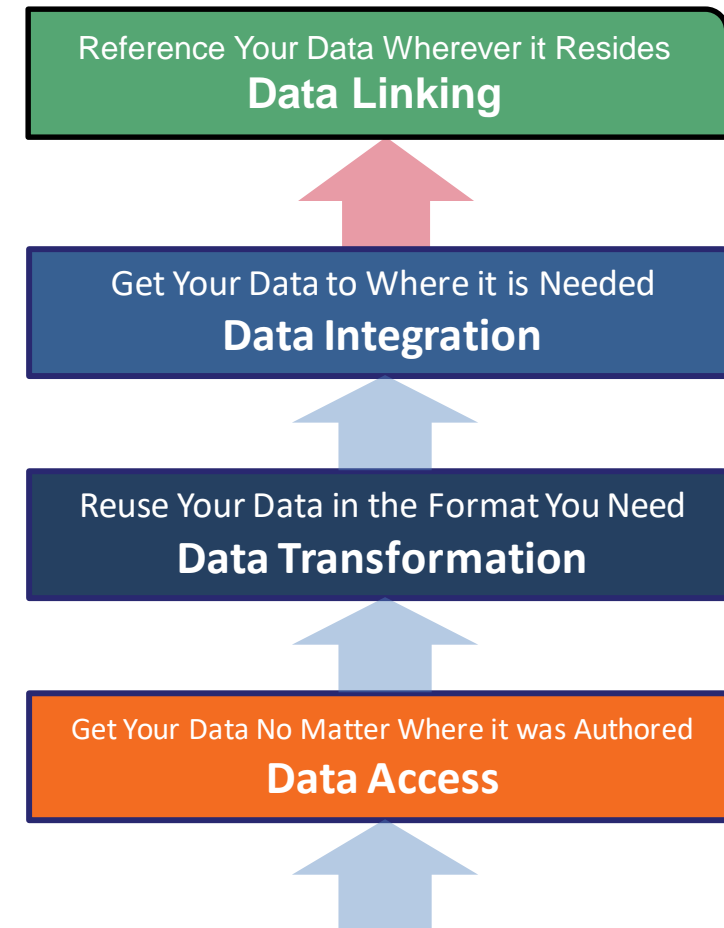 Reference Your Data Wherever it Resides
Data Linking
Get Your Data to Where it is Needed
Data Integration
Reuse Your Data in the Format You Need
Data Transformation
Get Your Data No Matter Where it was Authored
Data Access